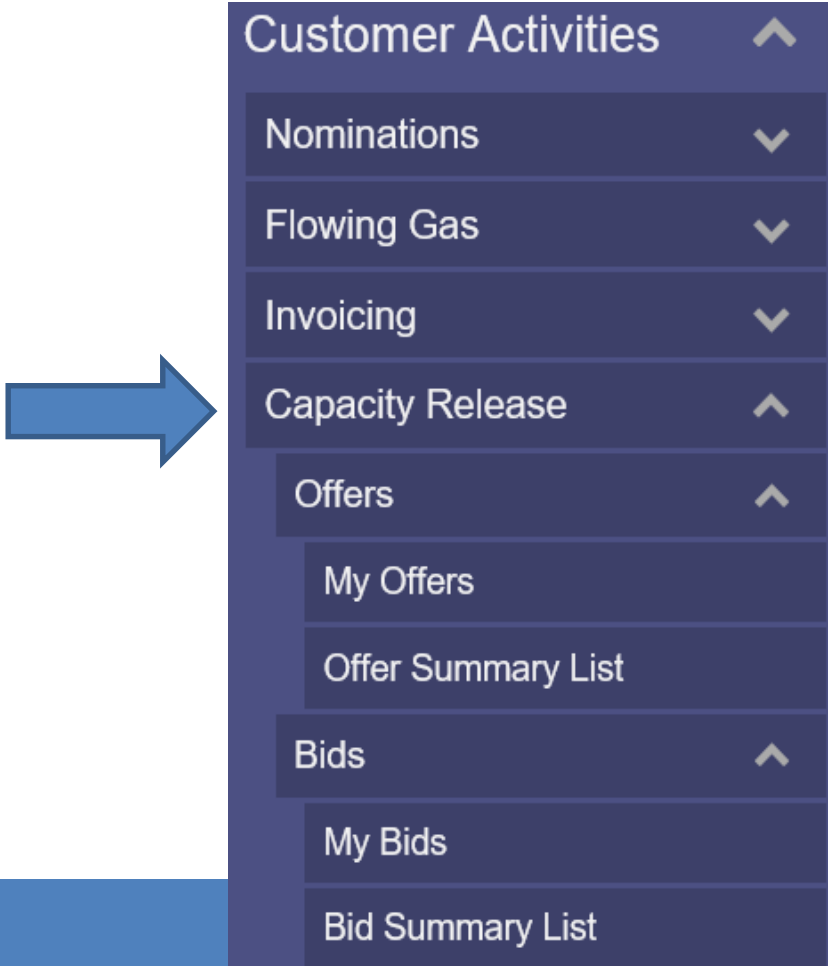 Customer Activities
Nominations
Flowing Gas
Invoicing
Capacity Release
Offers
My Offers
Offer Summary List
Bids
My Bids
Bid Summary List